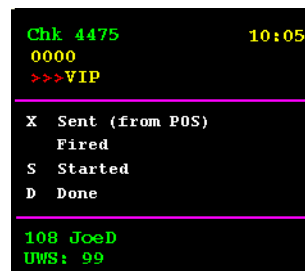 Chk 4475 10:05
0000
>>>VIP
X Sent (from POS)
Fired
S Started
D Done
108 JoeD
UWS: 99